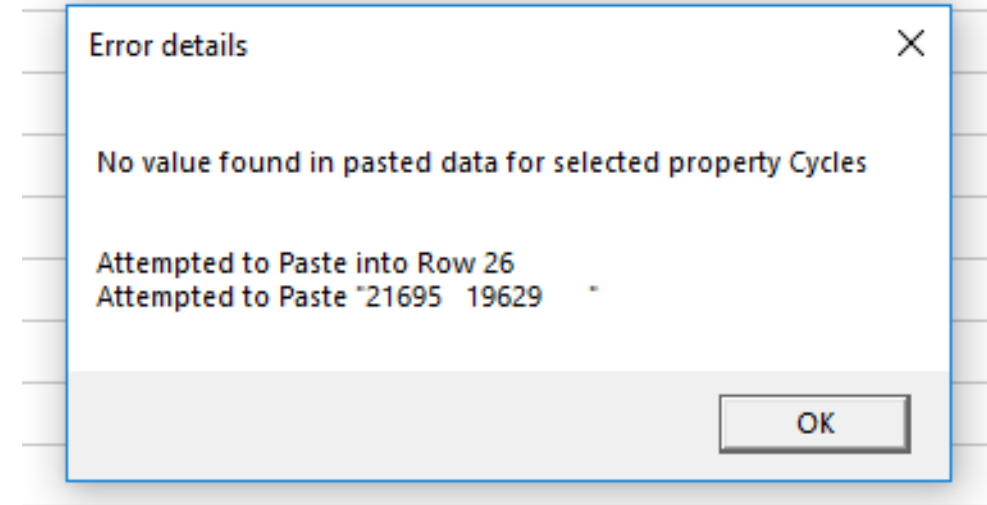 Error details
No value found in pasted data for selected property Cycles
Attempted to Paste into Row 26
Attempted to Paste "21695   19629      "
OK